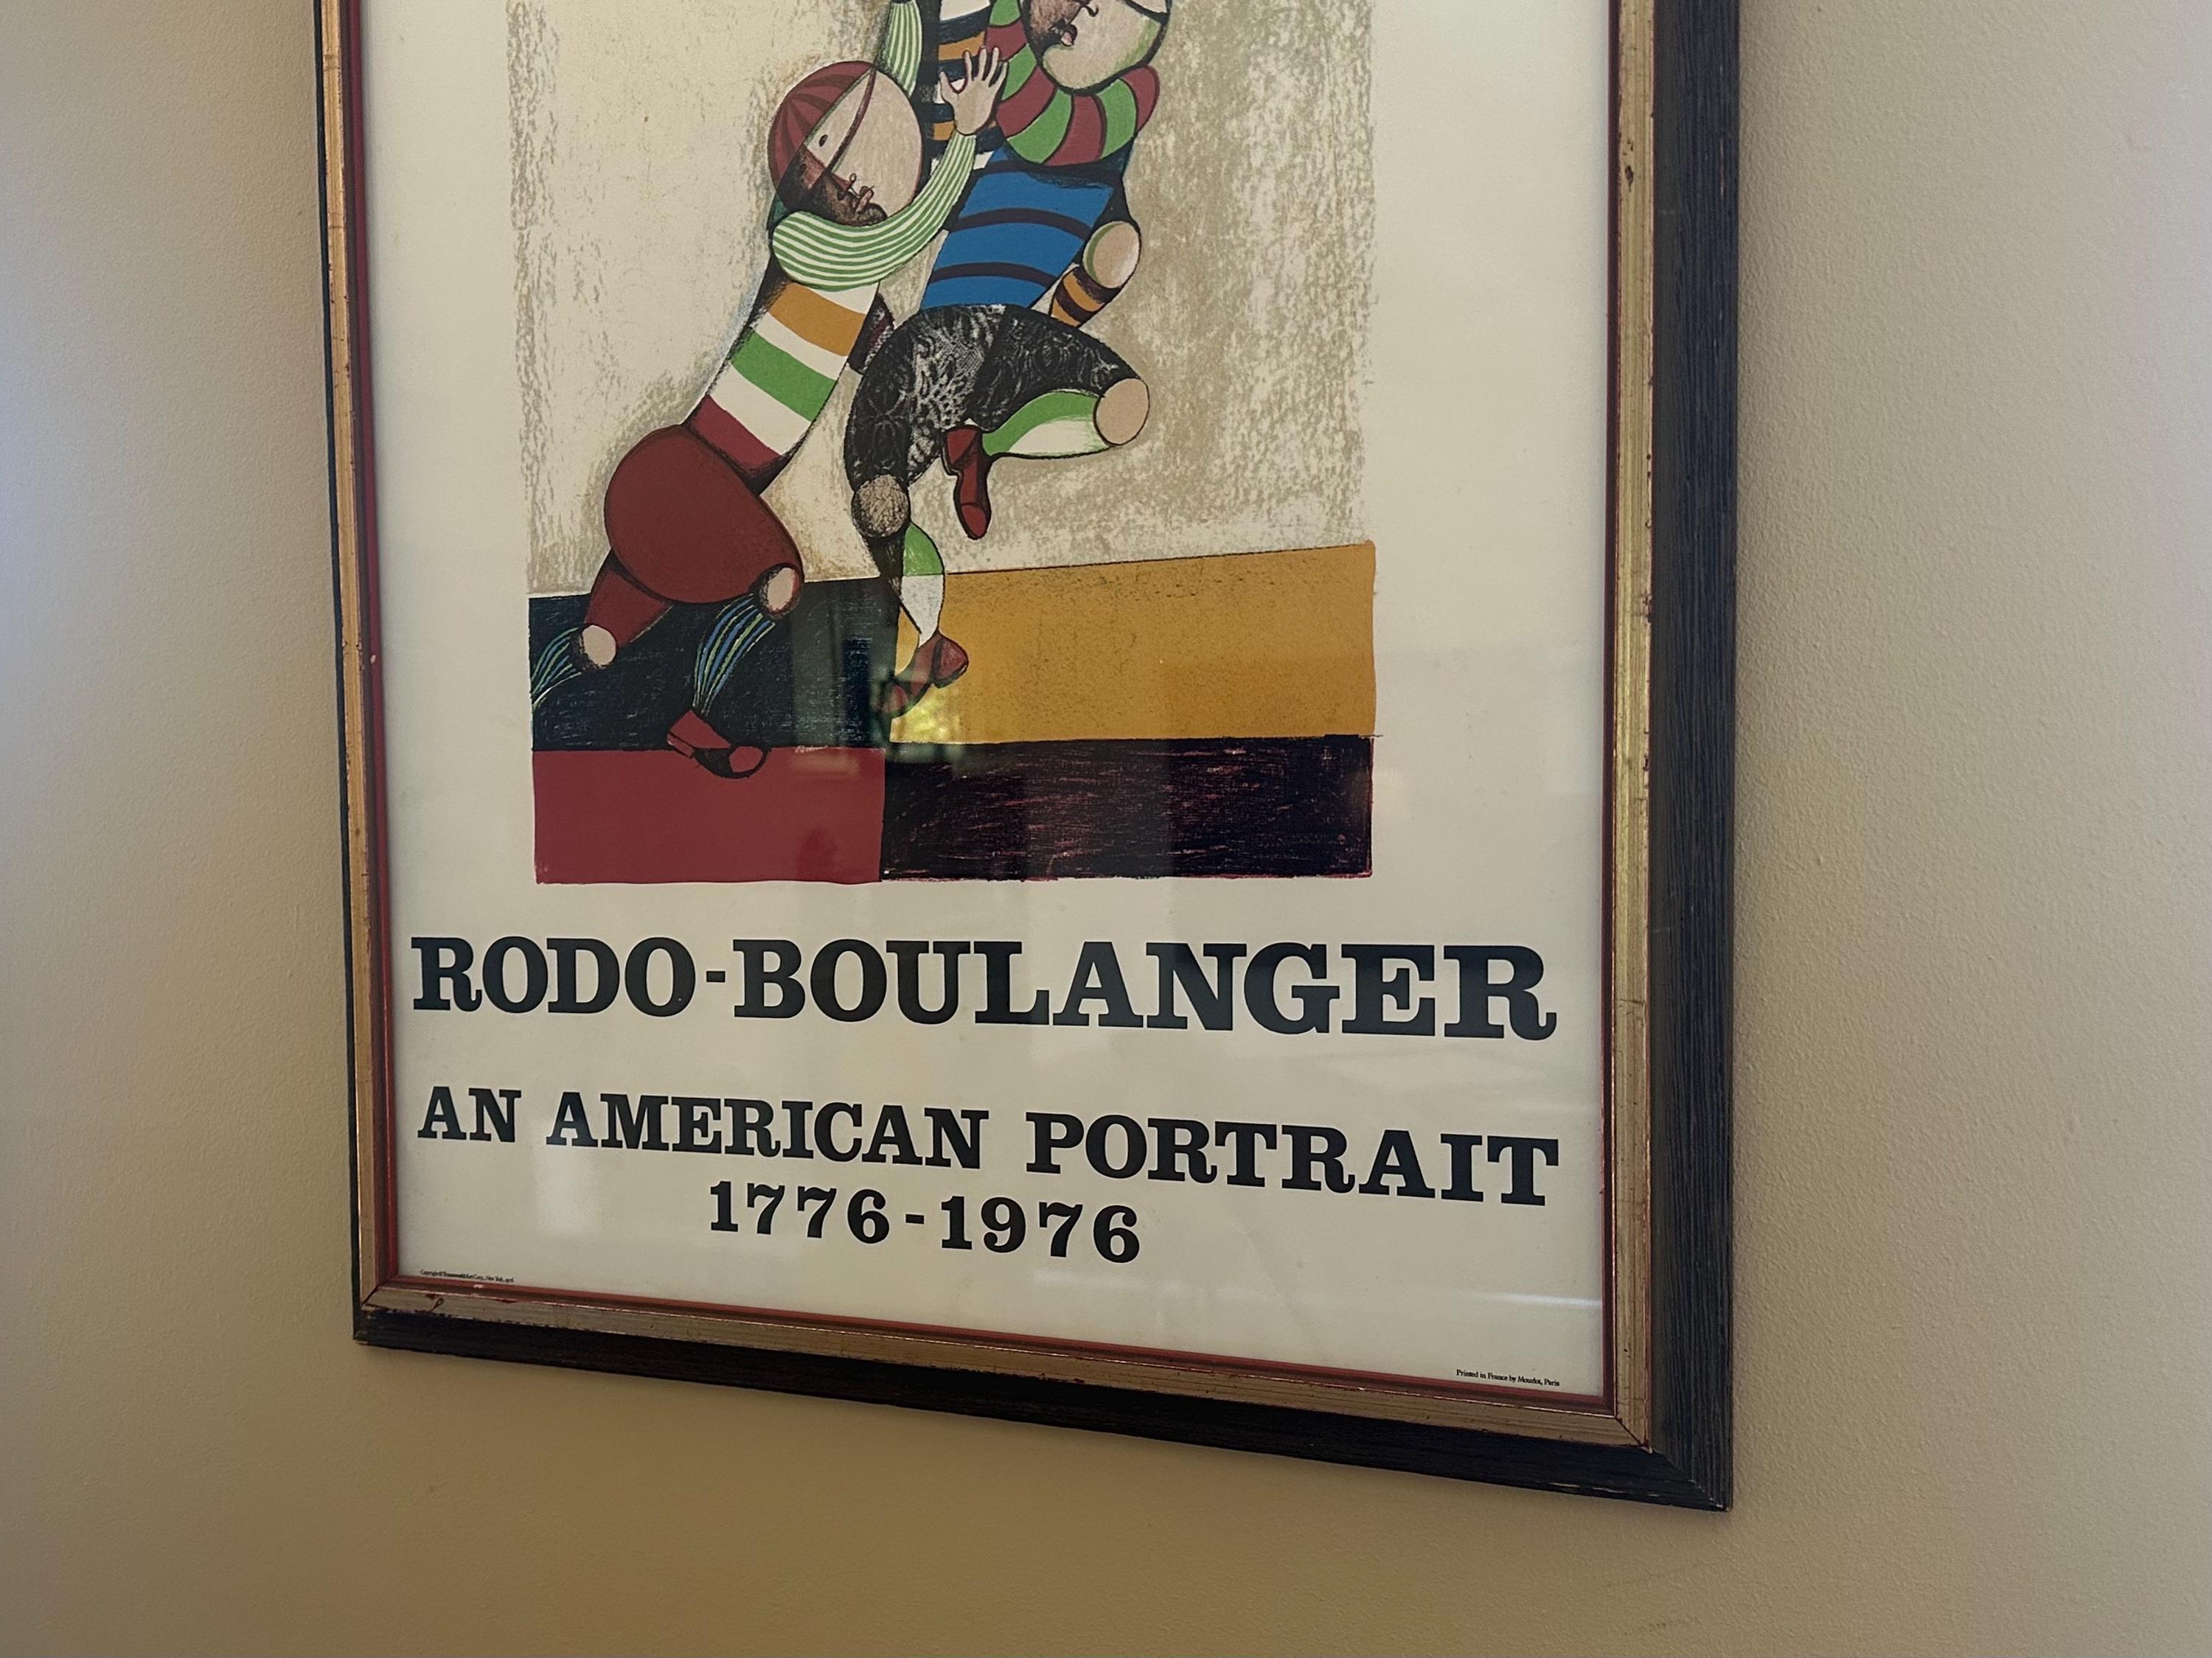 RODO-BOULANGER
AN AMERICAN PORTRAIT
1776-1976
Printed in France by Mourlot, Paris